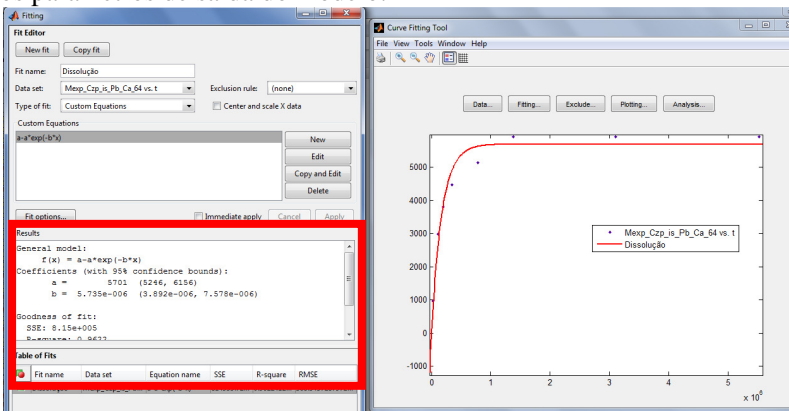 Fitting
Fit Editor
New fit
Copy fit
Fit name: Dissolução
Data set: Mexp_Czp_is_Pb_Ca_64 vs. t
Exclusion rule: (none)
Type of fit: Custom Equations
Center and scale X data
Custom Equations
a-a*exp(-b*x)
New
Edit
Copy and Edit
Delete
Fit options...
Immediate apply
Cancel
Apply
Results
General model:
f(x) = a-a*exp(-b*x)
Coefficients (with 95% confidence bounds):
a = 5701 (5246, 6156)
b = 5.735e-006 (3.892e-006, 7.578e-006)
Goodness of fit:
SSE: 8.15e+005
R-square: 0.9622
Table of Fits
Fit name Data set Equation name SSE R-square RMSE
Curve Fitting Tool
File View Tools Window Help
Data... Fitting... Exclude... Plotting... Analysis...
5000
4000
3000
2000
1000
0
-1000
Mexp_Czp_is_Pb_Ca_64 vs. t
Dissolução
0 1 2 3 4 5
x 10